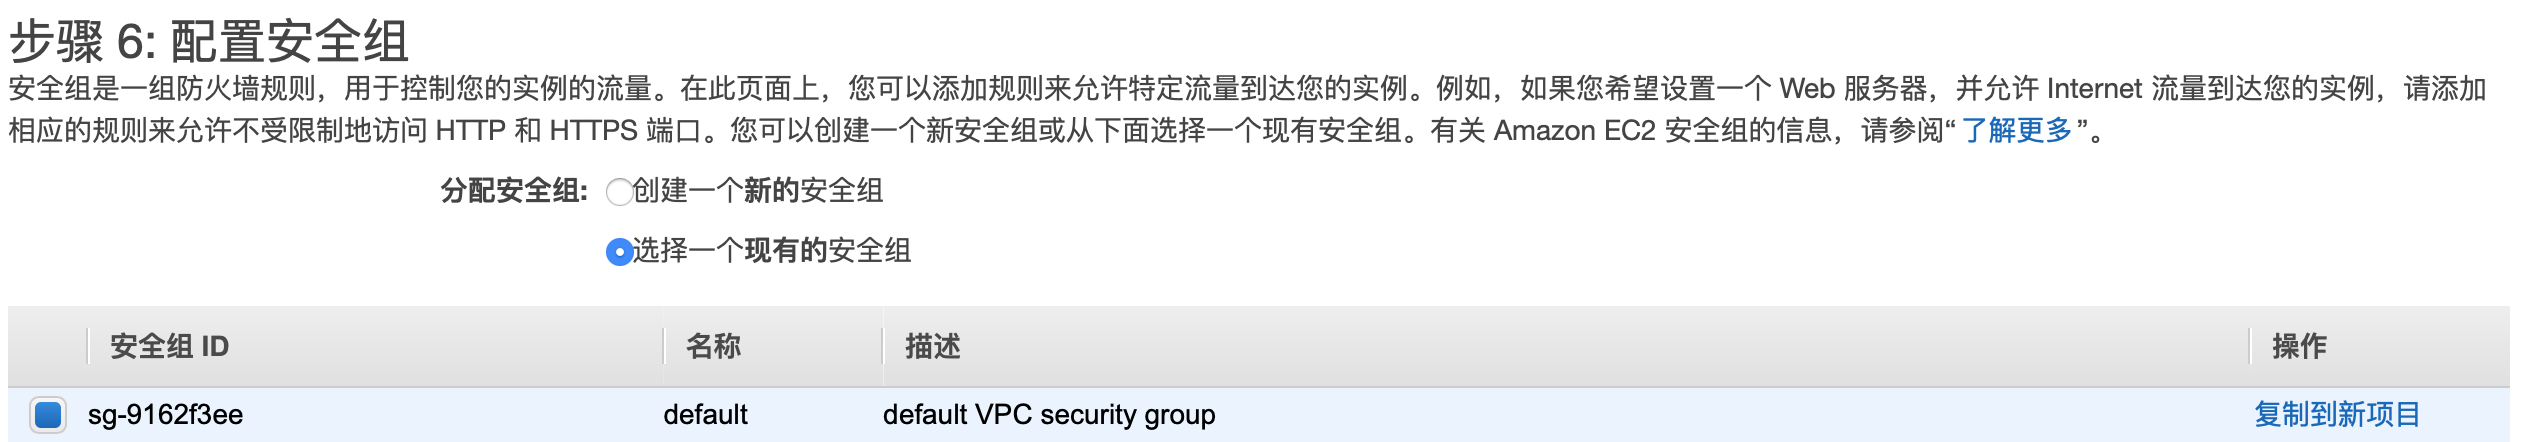 步骤 6: 配置安全组
安全组是一组防火墙规则，用于控制您的实例的流量。在此页面上，您可以添加规则来允许特定流量到达您的实例。例如，如果您希望设置一个 Web 服务器，并允许 Internet 流量到达您的实例，请添加
相应的规则来允许不受限制地访问 HTTP 和 HTTPS 端口。您可以创建一个新安全组或从下面选择一个现有安全组。有关 Amazon EC2 安全组的信息，请参阅“了解更多”。
分配安全组: 创建一个新的安全组
选择一个现有的安全组
安全组 ID 名称 描述 操作
sg-9162f3ee default default VPC security group 复制到新项目